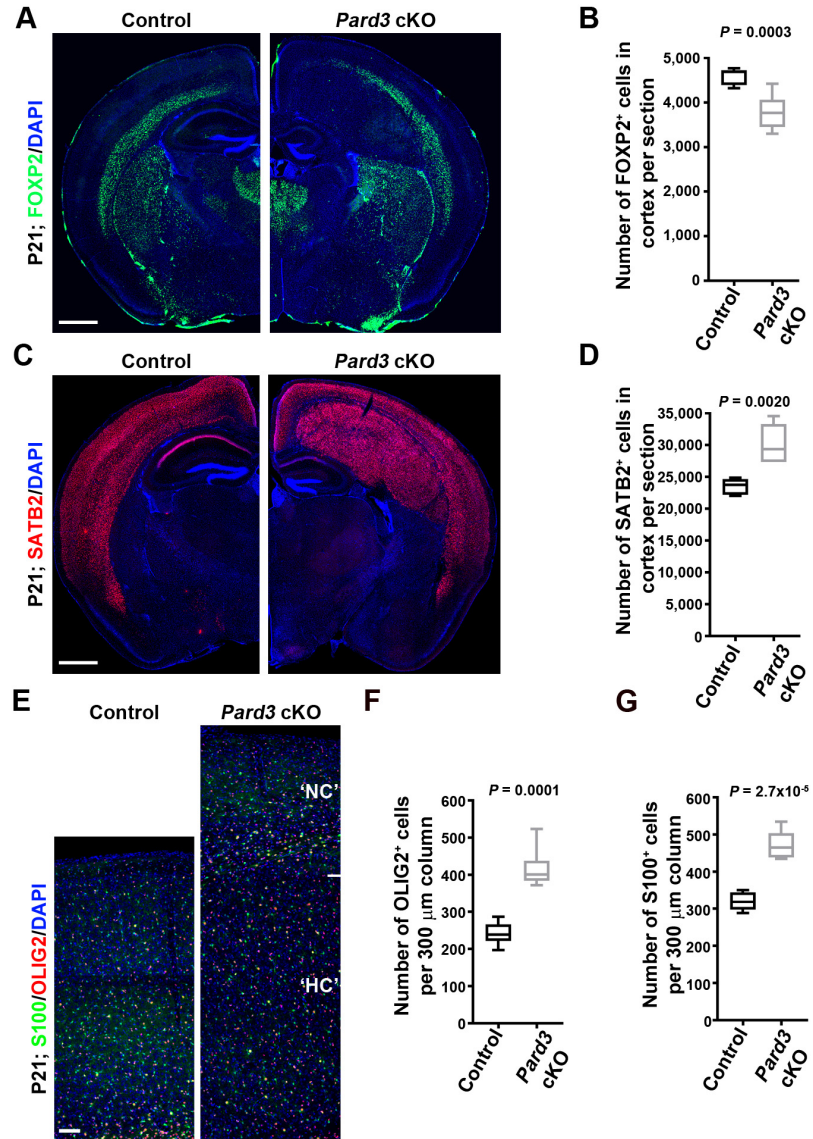 A
Control
Pard3 cKO
P21; FOXP2/DAPI
B
P = 0.0003
Number of FOXP2⁺ cells in
cortex per section
5,000
4,000
3,000
2,000
1,000
0
Control
Pard3
cKO
C
Control
Pard3 cKO
P21; SATB2/DAPI
D
P = 0.0020
Number of SATB2⁺ cells in
cortex per section
35,000
30,000
25,000
20,000
15,000
10,000
5,000
0
Control
Pard3
cKO
E
Control
Pard3 cKO
P21; S100/OLIG2/DAPI
‘NC’
‘HC’
F
P = 0.0001
Number of OLIG2⁺ cells
per 300 µm column
600
500
400
300
200
100
0
Control
Pard3
cKO
G
P = 2.7x10⁻⁵
Number of S100⁺ cells
per 300 µm column
600
500
400
300
200
100
0
Control
Pard3
cKO